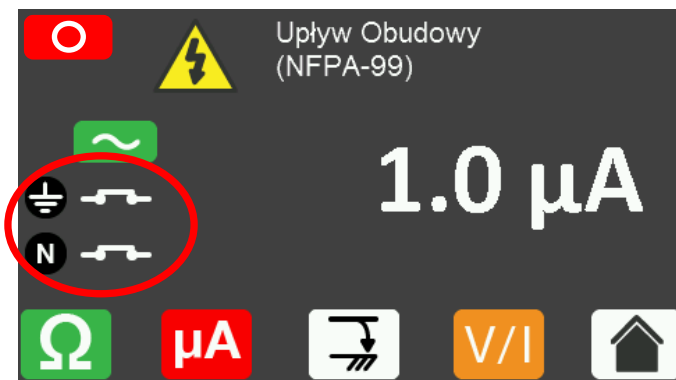 Upływ Obudowy
(NFPA-99)
1.0 µA
N
Ω
µA
V/I